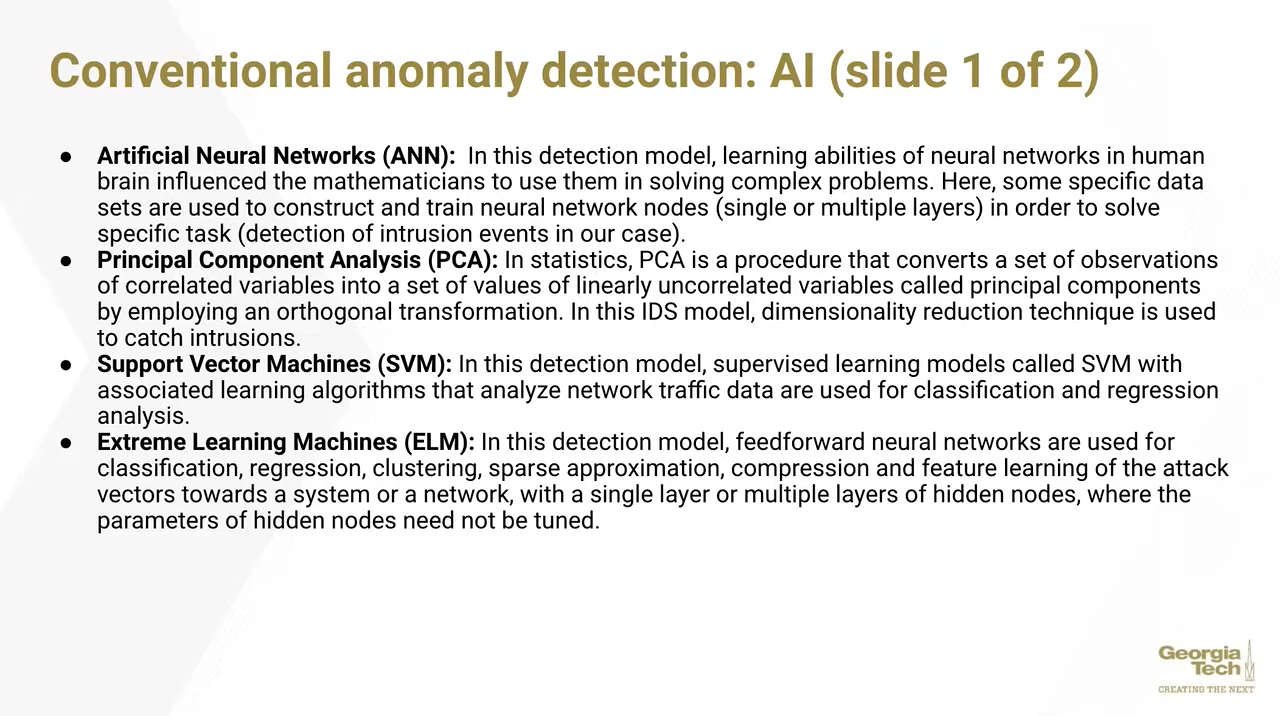 Conventional anomaly detection: AI (slide 1 of 2)
● Artificial Neural Networks (ANN):  In this detection model, learning abilities of neural networks in human
brain influenced the mathematicians to use them in solving complex problems. Here, some specific data
sets are used to construct and train neural network nodes (single or multiple layers) in order to solve
specific task (detection of intrusion events in our case).
● Principal Component Analysis (PCA): In statistics, PCA is a procedure that converts a set of observations
of correlated variables into a set of values of linearly uncorrelated variables called principal components
by employing an orthogonal transformation. In this IDS model, dimensionality reduction technique is used
to catch intrusions.
● Support Vector Machines (SVM): In this detection model, supervised learning models called SVM with
associated learning algorithms that analyze network traffic data are used for classification and regression
analysis.
● Extreme Learning Machines (ELM): In this detection model, feedforward neural networks are used for
classification, regression, clustering, sparse approximation, compression and feature learning of the attack
vectors towards a system or a network, with a single layer or multiple layers of hidden nodes, where the
parameters of hidden nodes need not be tuned.
Georgia
Tech
CREATING THE NEXT